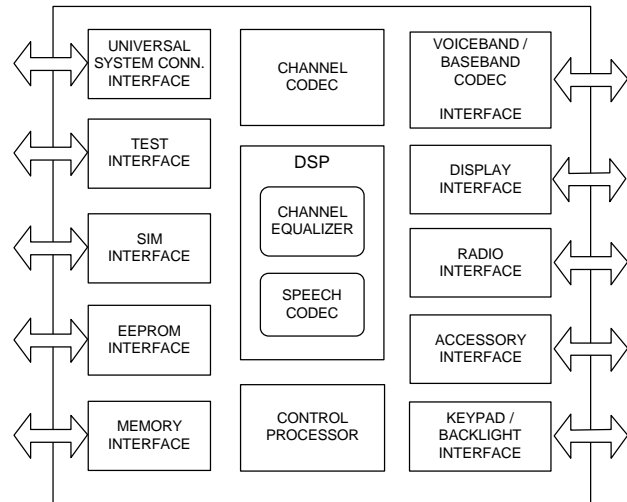 UNIVERSAL
SYSTEM CONN.
INTERFACE
TEST
INTERFACE
SIM
INTERFACE
EEPROM
INTERFACE
MEMORY
INTERFACE
CHANNEL
CODEC
DSP
CHANNEL
EQUALIZER
SPEECH
CODEC
CONTROL
PROCESSOR
VOICEBAND /
BASEBAND
CODEC
INTERFACE
DISPLAY
INTERFACE
RADIO
INTERFACE
ACCESSORY
INTERFACE
KEYPAD /
BACKLIGHT
INTERFACE